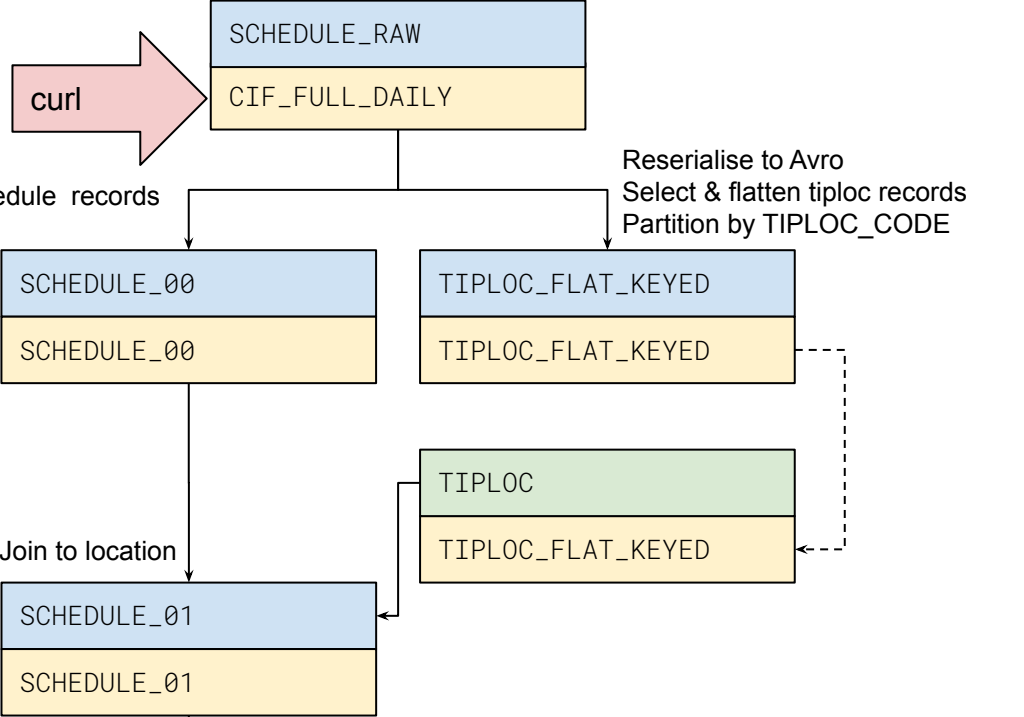 SCHEDULE_RAW
curl
CIF_FULL_DAILY
Reserialise to Avro
Select & flatten tiploc records
Partition by TIPLOC_CODE
records
SCHEDULE_00
TIPLOC_FLAT_KEYED
SCHEDULE_00
TIPLOC_FLAT_KEYED
TIPLOC
Join to location
TIPLOC_FLAT_KEYED
SCHEDULE_01
SCHEDULE_01